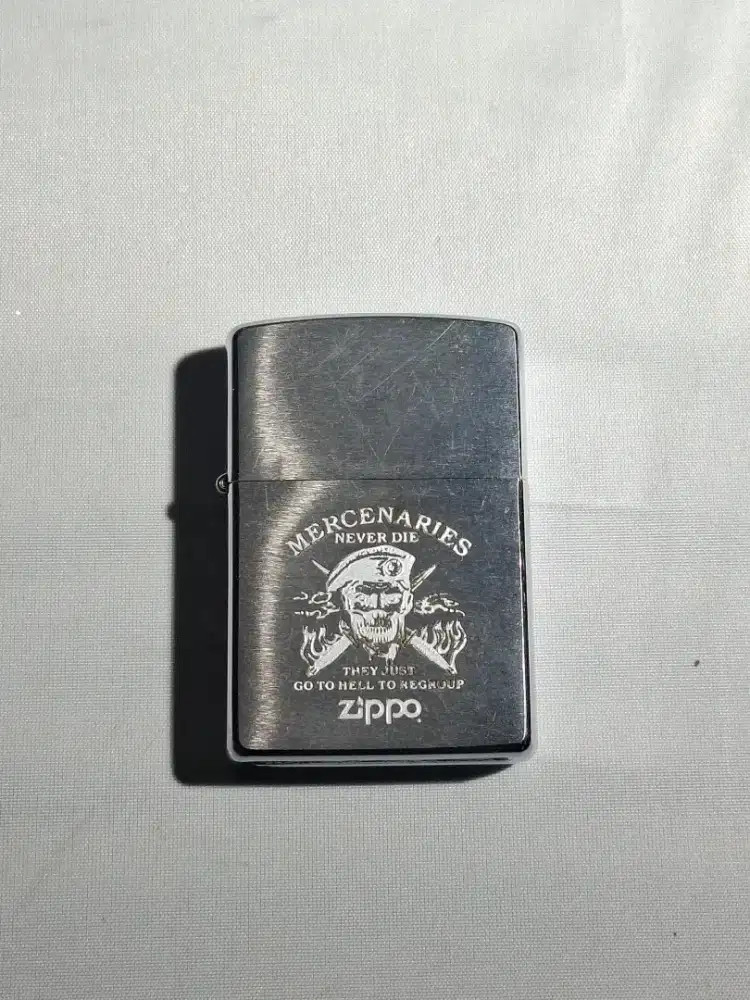 MERCENARIES
NEVER DIE
THEY JUST
GO TO HELL TO REGROUP
zippo